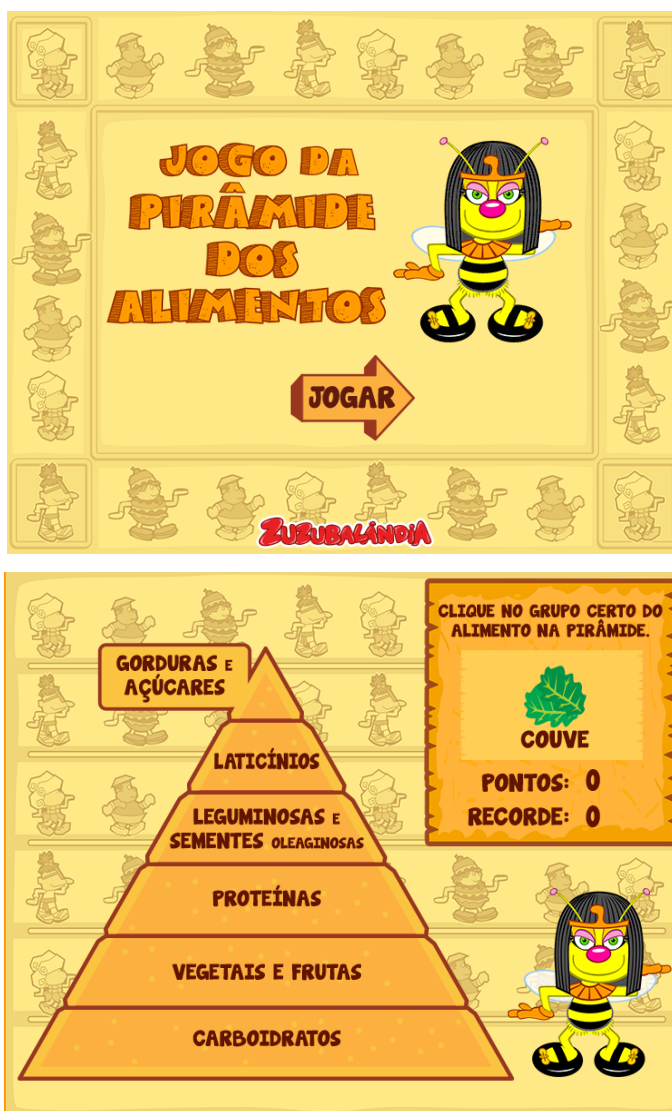 JOGO DA
PIRÂMIDE
DOS
ALIMENTOS
JOGAR
ZUZUBALÂNDIA
CLIQUE NO GRUPO CERTO DO
ALIMENTO NA PIRÂMIDE.
COUVE
PONTOS: 0
RECORDE: 0
GORDURAS E
AÇÚCARES
LATICÍNIOS
LEGUMINOSAS E
SEMENTES OLEAGINOSAS
PROTEÍNAS
VEGETAIS E FRUTAS
CARBOIDRATOS